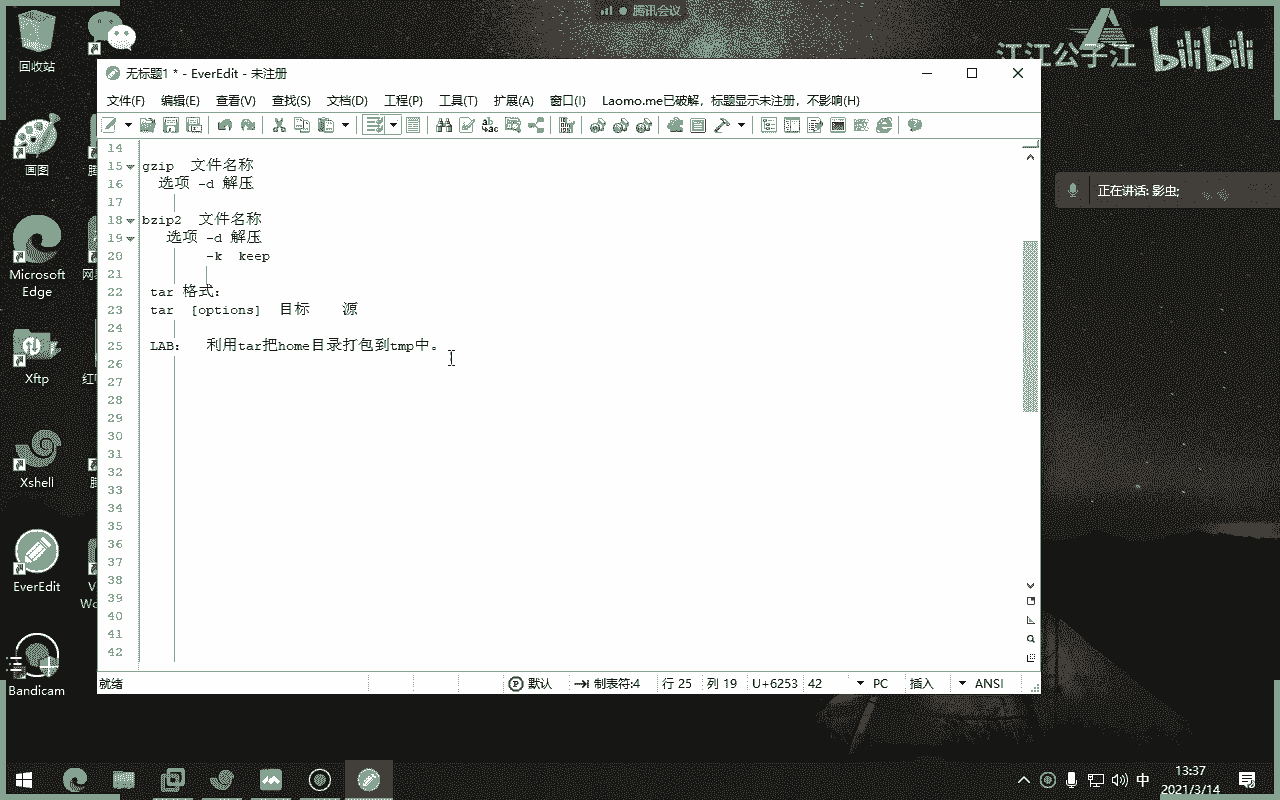 腾讯会议
江江公子江 bilibili
回收站
画图
Microsoft Edge
Xftp
Xshell
EverEdit
Bandicam
无标题1 * - EverEdit - 未注册
文件(F) 编辑(E) 查看(V) 查找(S) 文档(D) 工程(P) 工具(T) 扩展(A) 窗口(I) Laomo.me已破解，标题显示未注册，不影响(H)
14
15 gzip 文件名称
16 选项 -d 解压
17
18 bzip2 文件名称
19 选项 -d 解压
20 -k keep
21
22 tar 格式：
23 tar [options] 目标 源
24
25 LAB： 利用tar把home目录打包到tmp中。
26
27
28
29
30
31
32
33
34
35
36
37
38
39
40
41
42
正在讲话: 影虫;
就绪 默认 制表符:4 行 25 列 19 U+6253 42 PC 插入 ANSI
中 13:37
2021/3/14